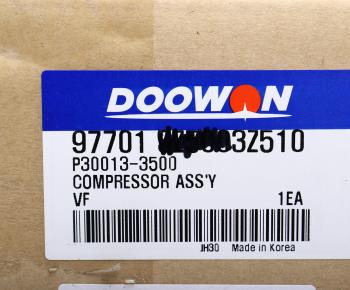 DOOWON
97701 3Z510
P30013-3500
COMPRESSOR ASS'Y
VF 1EA
JH30 Made in Korea